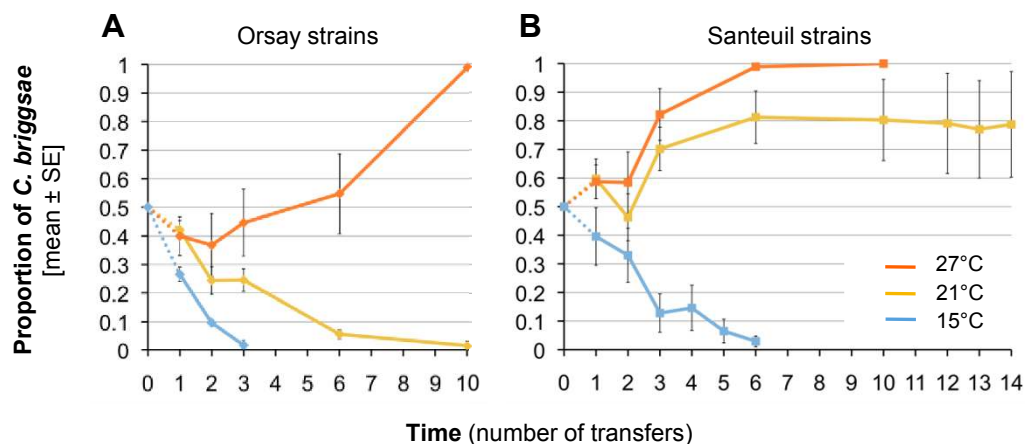 A
Orsay strains
B
Santeuil strains
Proportion of C. briggsae
[mean ± SE]
1
0.9
0.8
0.7
0.6
0.5
0.4
0.3
0.2
0.1
0
0 1 2 3 4 5 6 7 8 9 10
1
0.9
0.8
0.7
0.6
0.5
0.4
0.3
0.2
0.1
0
0 1 2 3 4 5 6 7 8 9 10 11 12 13 14
27°C
21°C
15°C
Time (number of transfers)